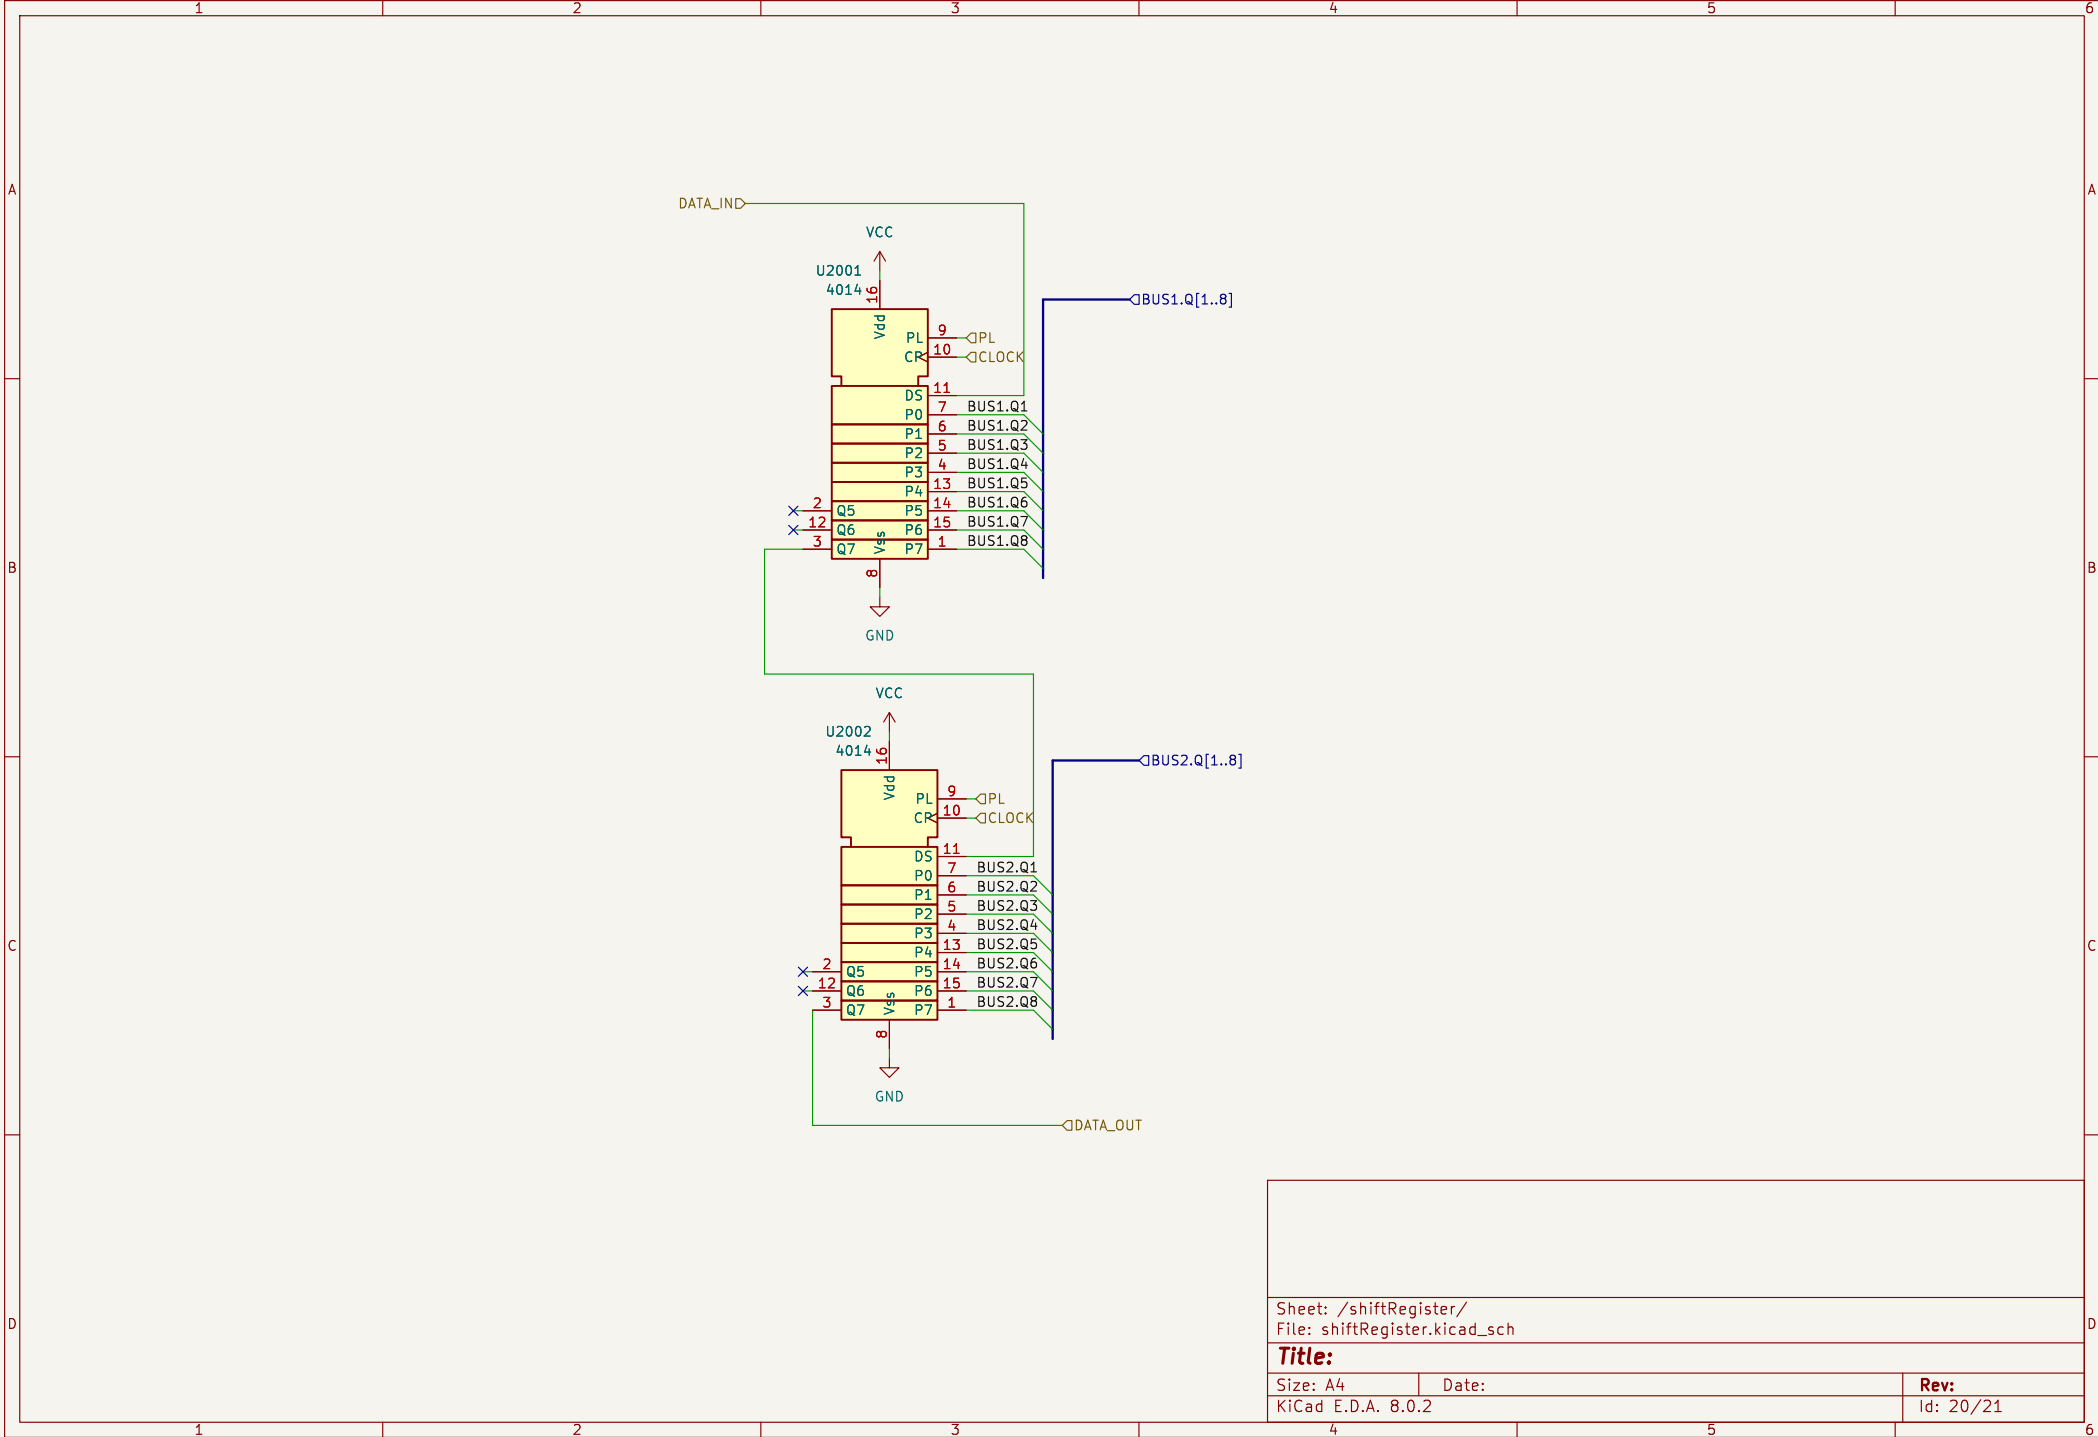 1 2 3 4 5 6
A A
DATA_IN
VCC
U2001
4014
16
Vdd
BUS1.Q[1..8]
PL 9 PL
CP 10 CLOCK
DS 11
P0 7 BUS1.Q1
P1 6 BUS1.Q2
P2 5 BUS1.Q3
P3 4 BUS1.Q4
P4 13 BUS1.Q5
2 Q5 P5 14 BUS1.Q6
12 Q6 P6 15 BUS1.Q7
3 Q7 Vss P7 1 BUS1.Q8
B B
8
GND
VCC
U2002
4014
16
Vdd
BUS2.Q[1..8]
PL 9 PL
CP 10 CLOCK
DS 11
P0 7 BUS2.Q1
P1 6 BUS2.Q2
P2 5 BUS2.Q3
P3 4 BUS2.Q4
C C
P4 13 BUS2.Q5
2 Q5 P5 14 BUS2.Q6
12 Q6 P6 15 BUS2.Q7
3 Q7 Vss P7 1 BUS2.Q8
8
GND
DATA_OUT
Sheet: /shiftRegister/
File: shiftRegister.kicad_sch
D D
Title:
Size: A4 Date: Rev:
KiCad E.D.A. 8.0.2 Id: 20/21
1 2 3 4 5 6